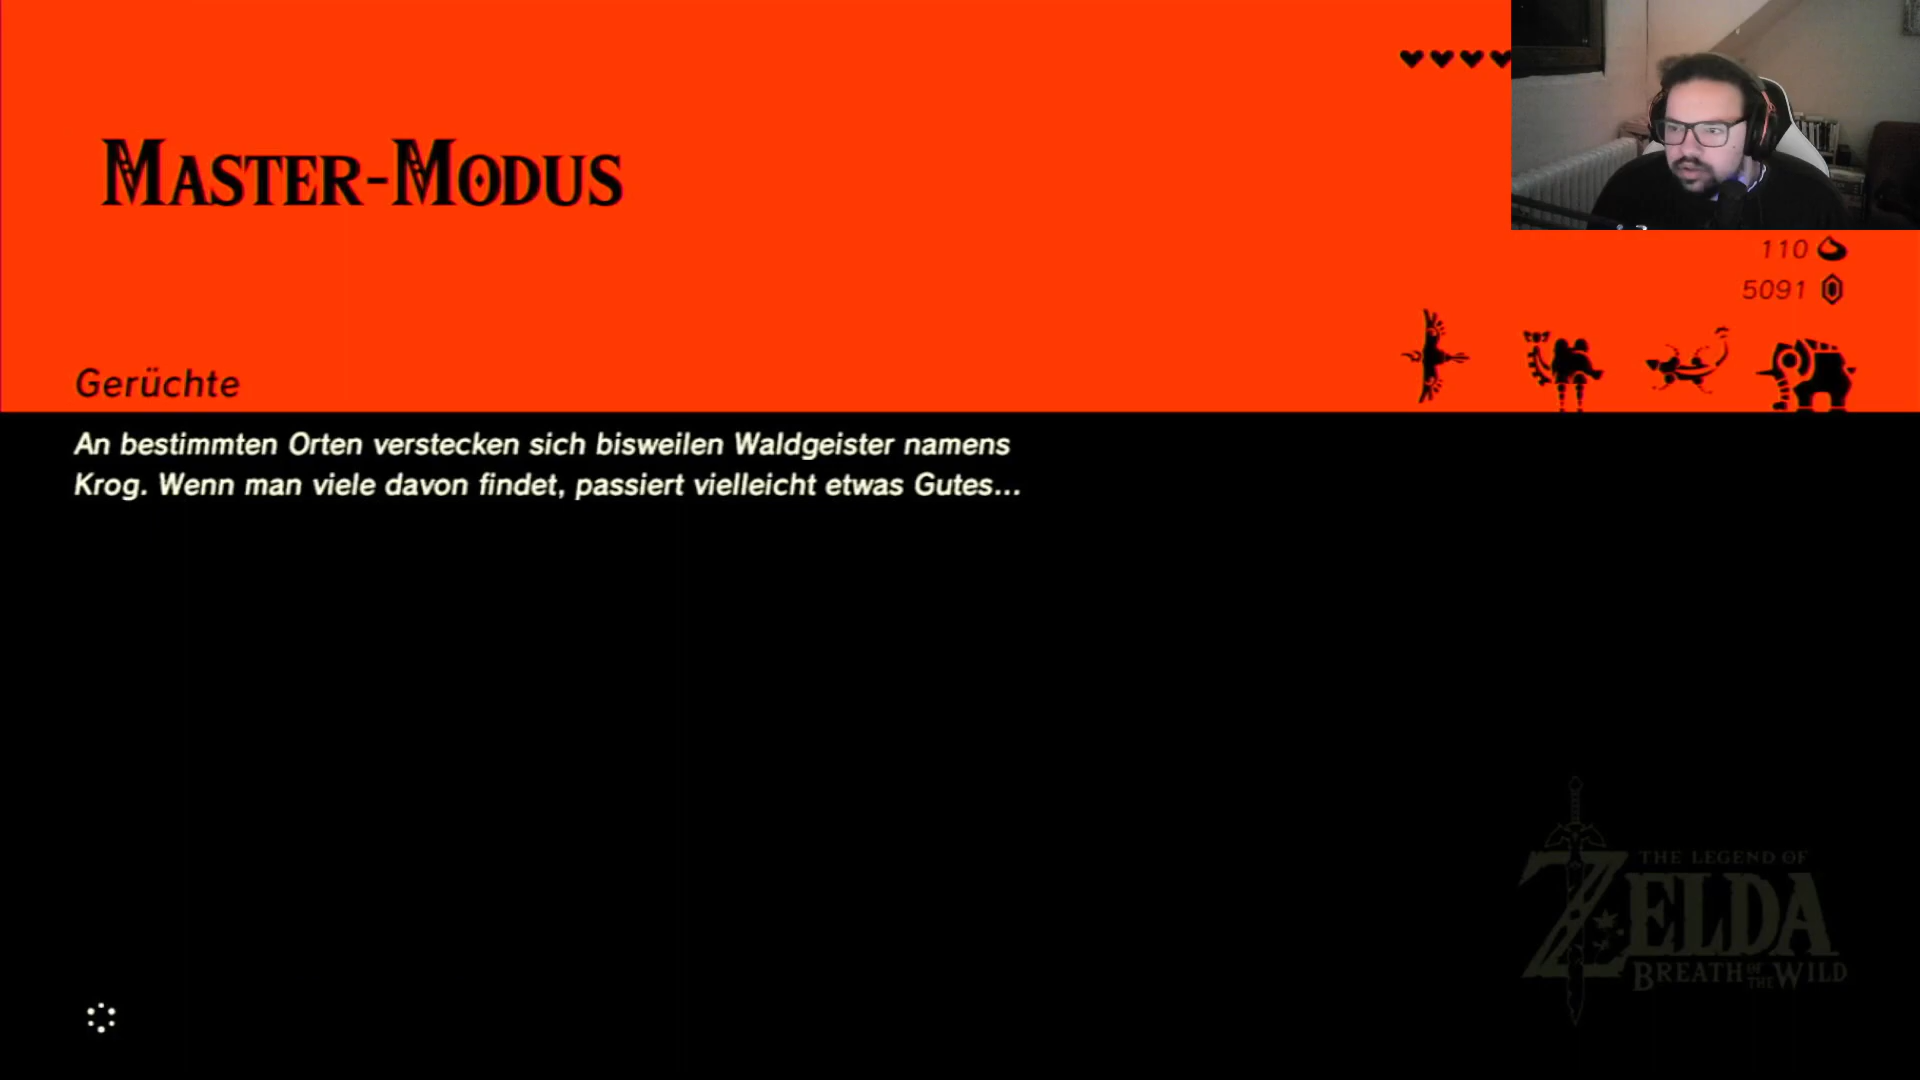 Master-Modus
110
5091
Gerüchte
An bestimmten Orten verstecken sich bisweilen Waldgeister namens
Krog. Wenn man viele davon findet, passiert vielleicht etwas Gutes...
THE LEGEND OF
ZELDA
BREATH OF THE WILD